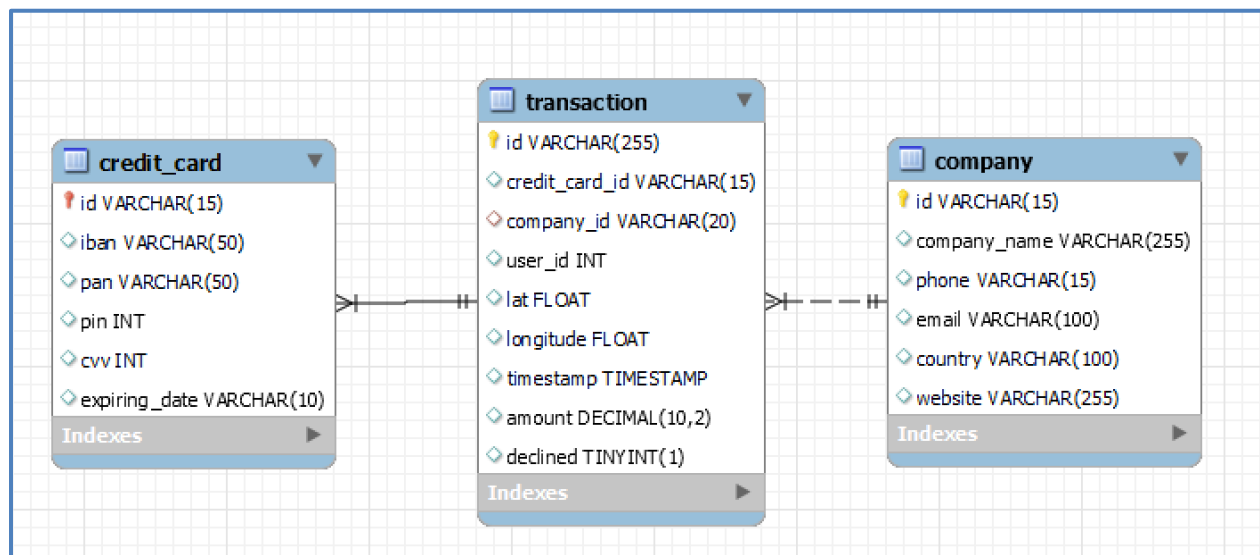 credit_card
id VARCHAR(15)
iban VARCHAR(50)
pan VARCHAR(50)
pin INT
cvv INT
expiring_date VARCHAR(10)
Indexes
transaction
id VARCHAR(255)
credit_card_id VARCHAR(15)
company_id VARCHAR(20)
user_id INT
lat FLOAT
longitude FLOAT
timestamp TIMESTAMP
amount DECIMAL(10,2)
declined TINYINT(1)
Indexes
company
id VARCHAR(15)
company_name VARCHAR(255)
phone VARCHAR(15)
email VARCHAR(100)
country VARCHAR(100)
website VARCHAR(255)
Indexes